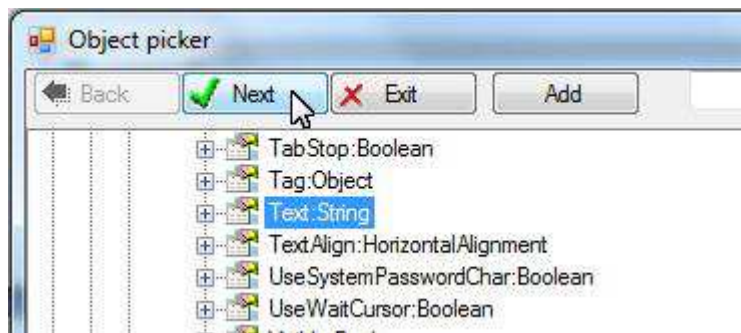 Object picker
Back Next Exit Add
TabStop:Boolean
Tag:Object
Text:String
TextAlign:HorizontalAlignment
UseSystemPasswordChar:Boolean
UseWaitCursor:Boolean